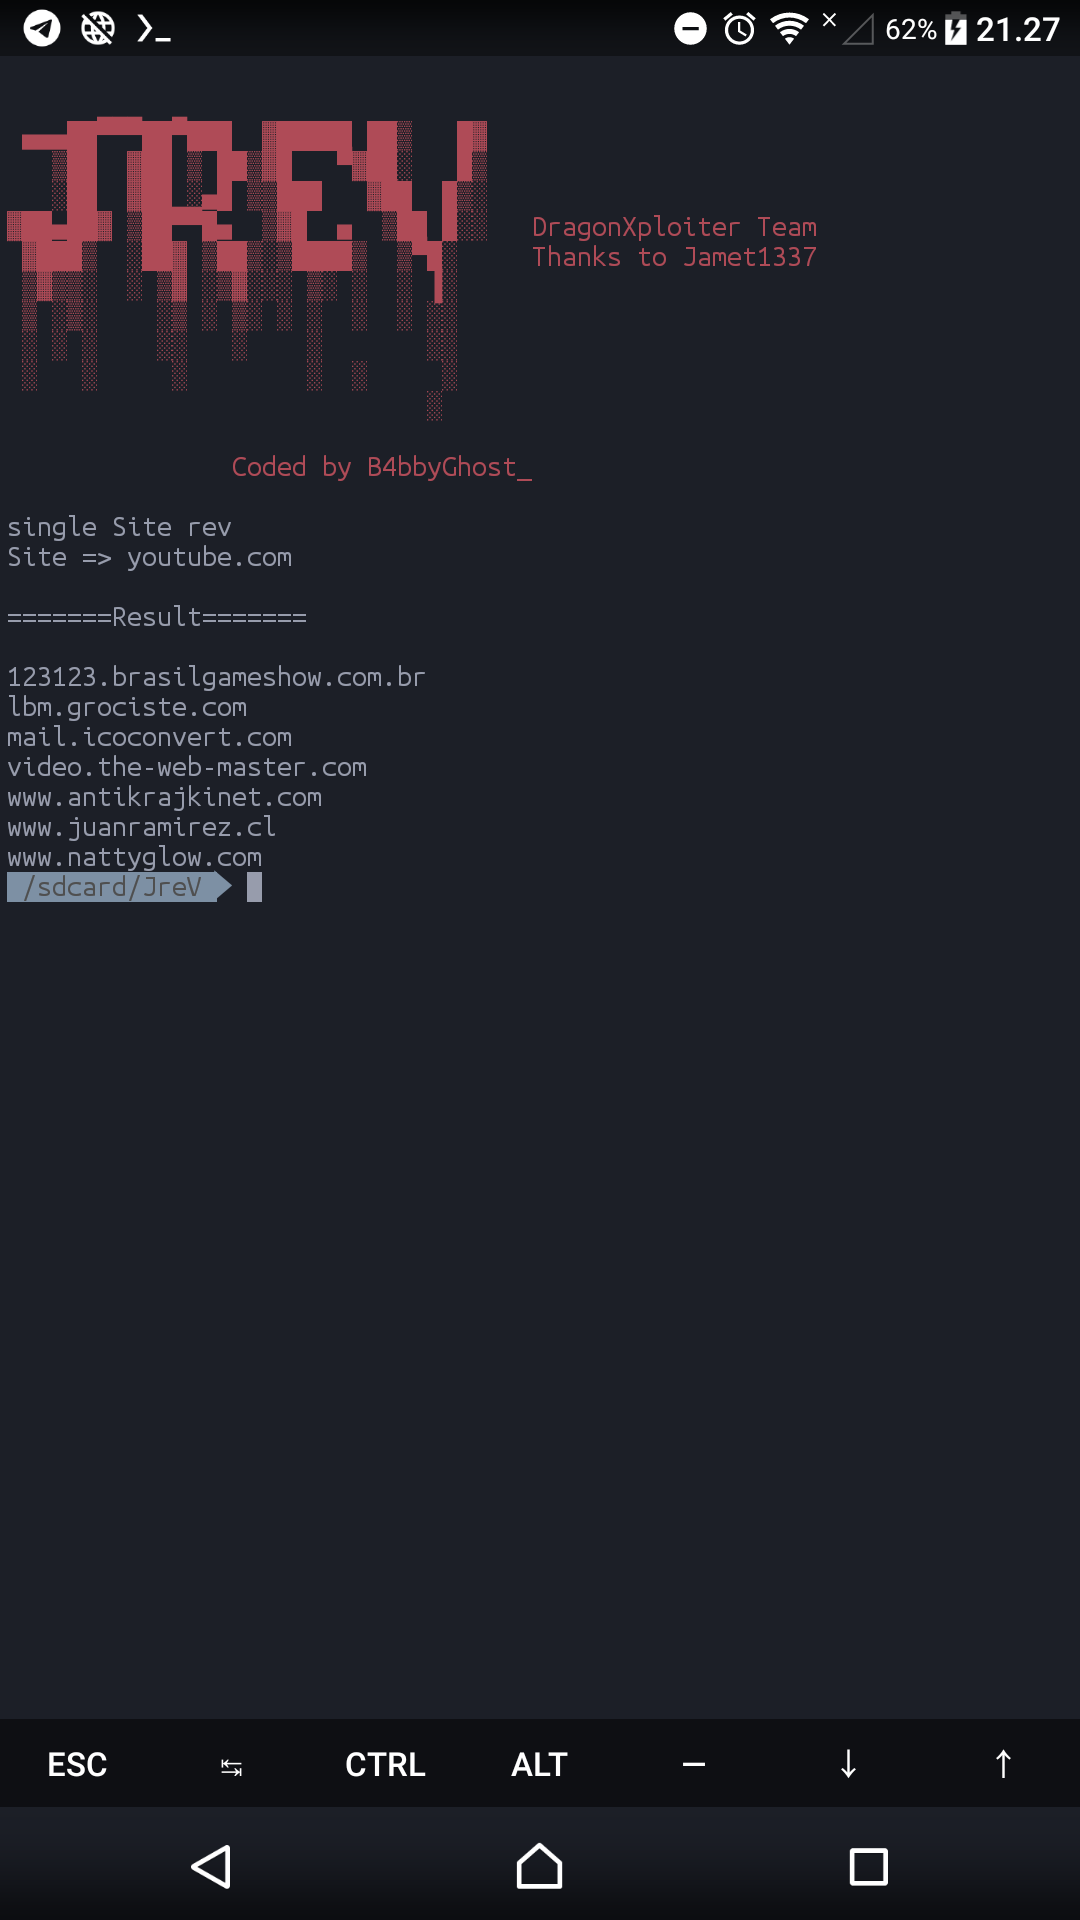 62% 21.27
JREV
DragonXploiter Team
Thanks to Jamet1337
Coded by B4bbyGhost_
single Site rev
Site => youtube.com
=======Result=======
123123.brasilgameshow.com.br
lbm.grociste.com
mail.icoconvert.com
video.the-web-master.com
www.antikrajkinet.com
www.juanramirez.cl
www.nattyglow.com
/sdcard/JreV
ESC ↹ CTRL ALT — ↓ ↑